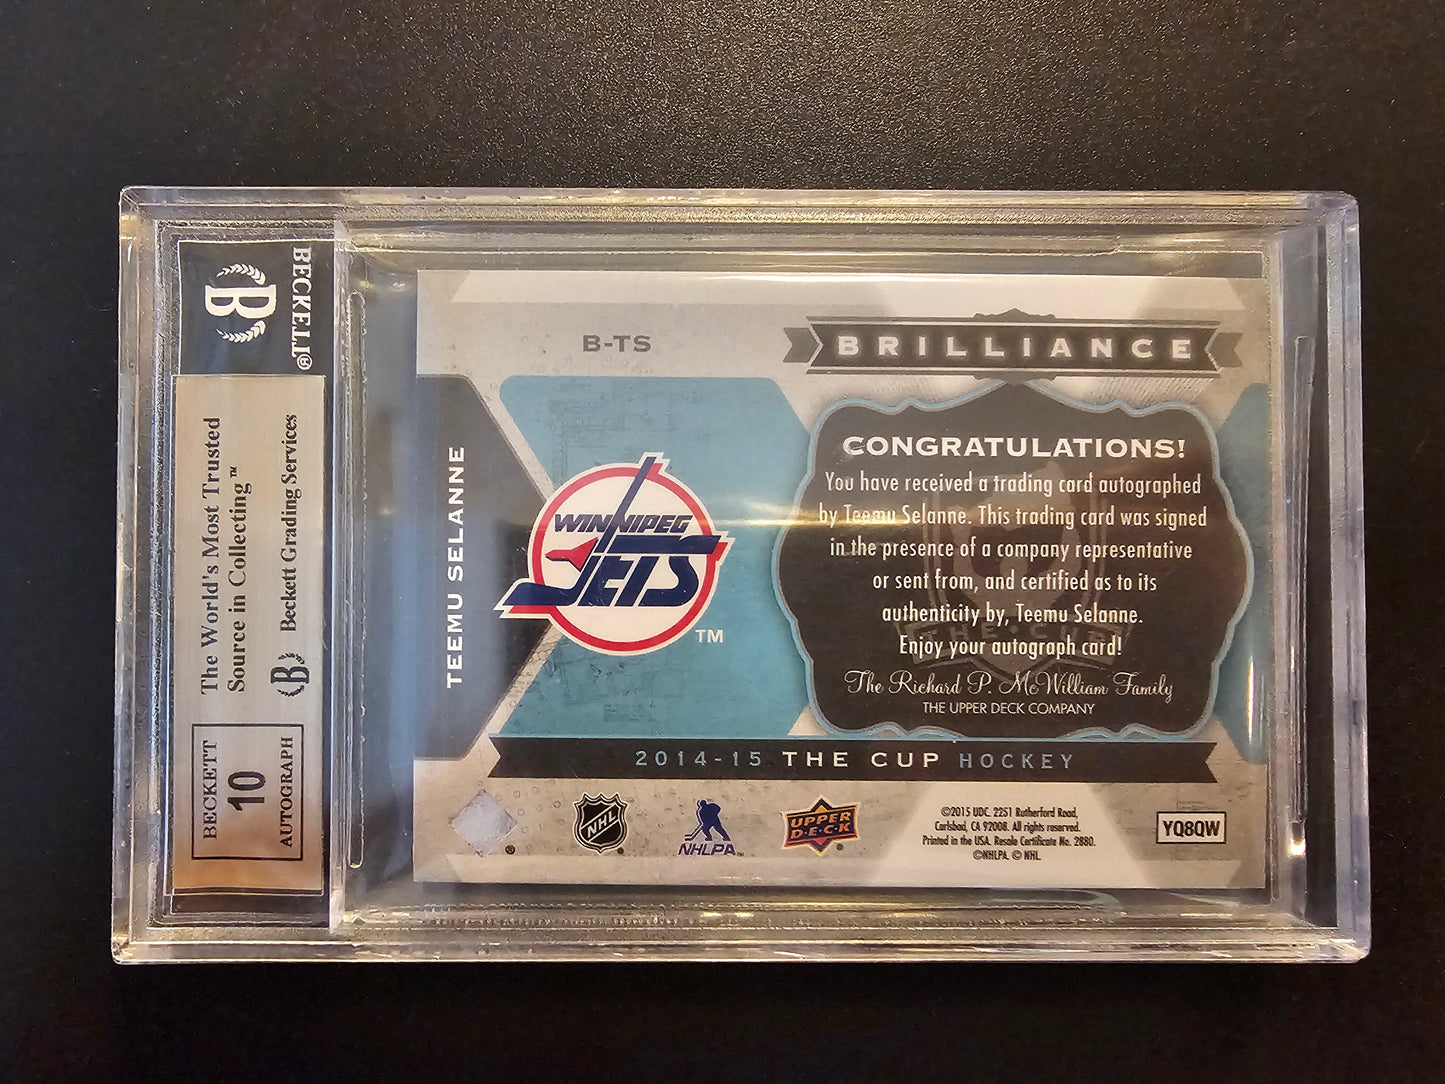 BECKETT®
B
The World's Most Trusted
Source in Collecting™
B Beckett Grading Services
BECKETT
10
AUTOGRAPH
B-TS
BRILLIANCE
TEEMU SELANNE
WINNIPEG
JETS
TM
CONGRATULATIONS!
You have received a trading card autographed
by Teemu Selanne. This trading card was signed
in the presence of a company representative
or sent from, and certified as to its
authenticity by, Teemu Selanne.
Enjoy your autograph card!
THE CUP
The Richard P. McWilliam Family
THE UPPER DECK COMPANY
2014-15 THE CUP HOCKEY
NHL
®
NHLPA™
UPPER
DECK
®
©2015 UDC. 2251 Rutherford Road,
Carlsbad, CA 92008. All rights reserved.
Printed in the USA. Resale Certificate No. 2880.
©NHLPA. © NHL.
YQ8QW